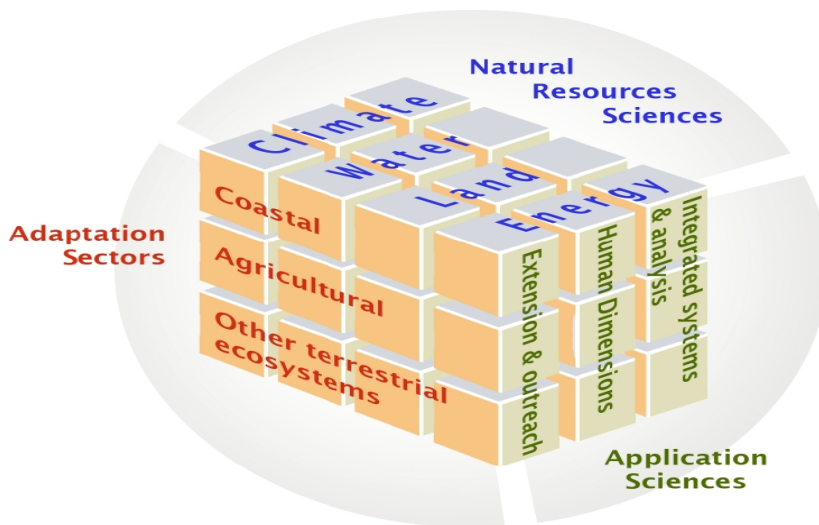 Natural
Resources
Sciences
Climate
Water
Land
Energy
Adaptation
Sectors
Coastal
Agricultural
Other terrestrial
ecosystems
Extension & outreach
Human Dimensions
Integrated systems
& analysis
Application
Sciences